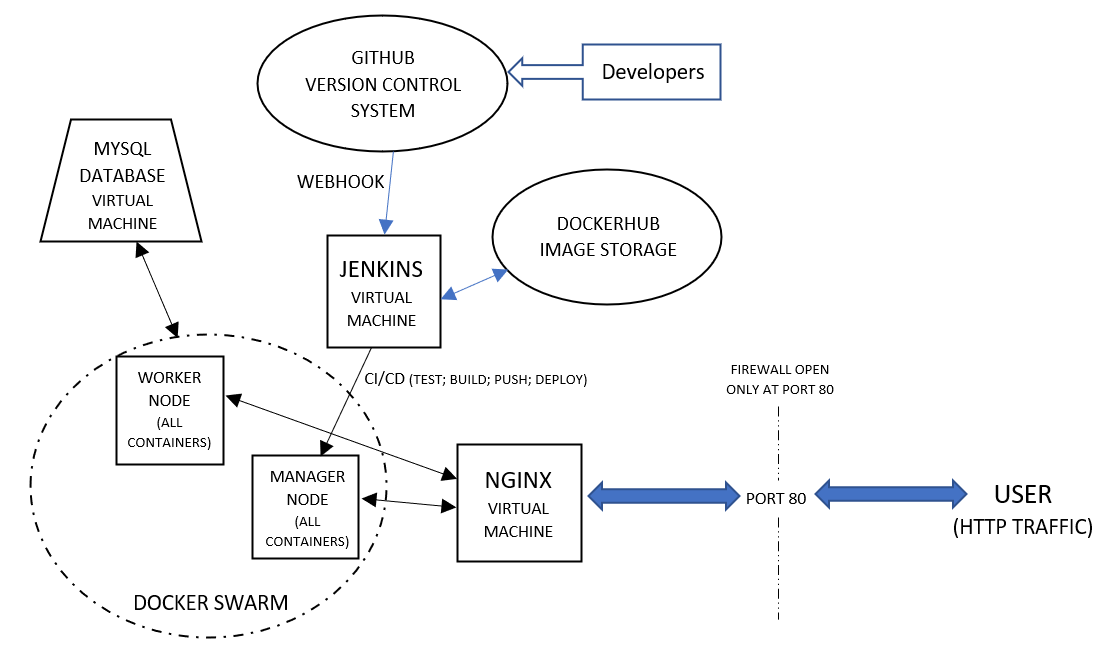 GITHUB
VERSION CONTROL
SYSTEM
Developers
MYSQL
DATABASE
VIRTUAL
MACHINE
WEBHOOK
DOCKERHUB
IMAGE STORAGE
JENKINS
VIRTUAL
MACHINE
CI/CD (TEST; BUILD; PUSH; DEPLOY)
FIREWALL OPEN
ONLY AT PORT 80
WORKER
NODE
(ALL
CONTAINERS)
MANAGER
NODE
(ALL
CONTAINERS)
NGINX
VIRTUAL
MACHINE
PORT 80
USER
(HTTP TRAFFIC)
DOCKER SWARM